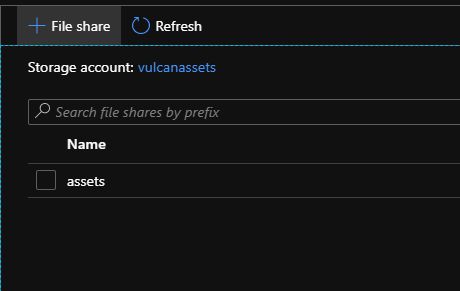 File share Refresh
Storage account: vulcanassets
Search file shares by prefix
Name
assets